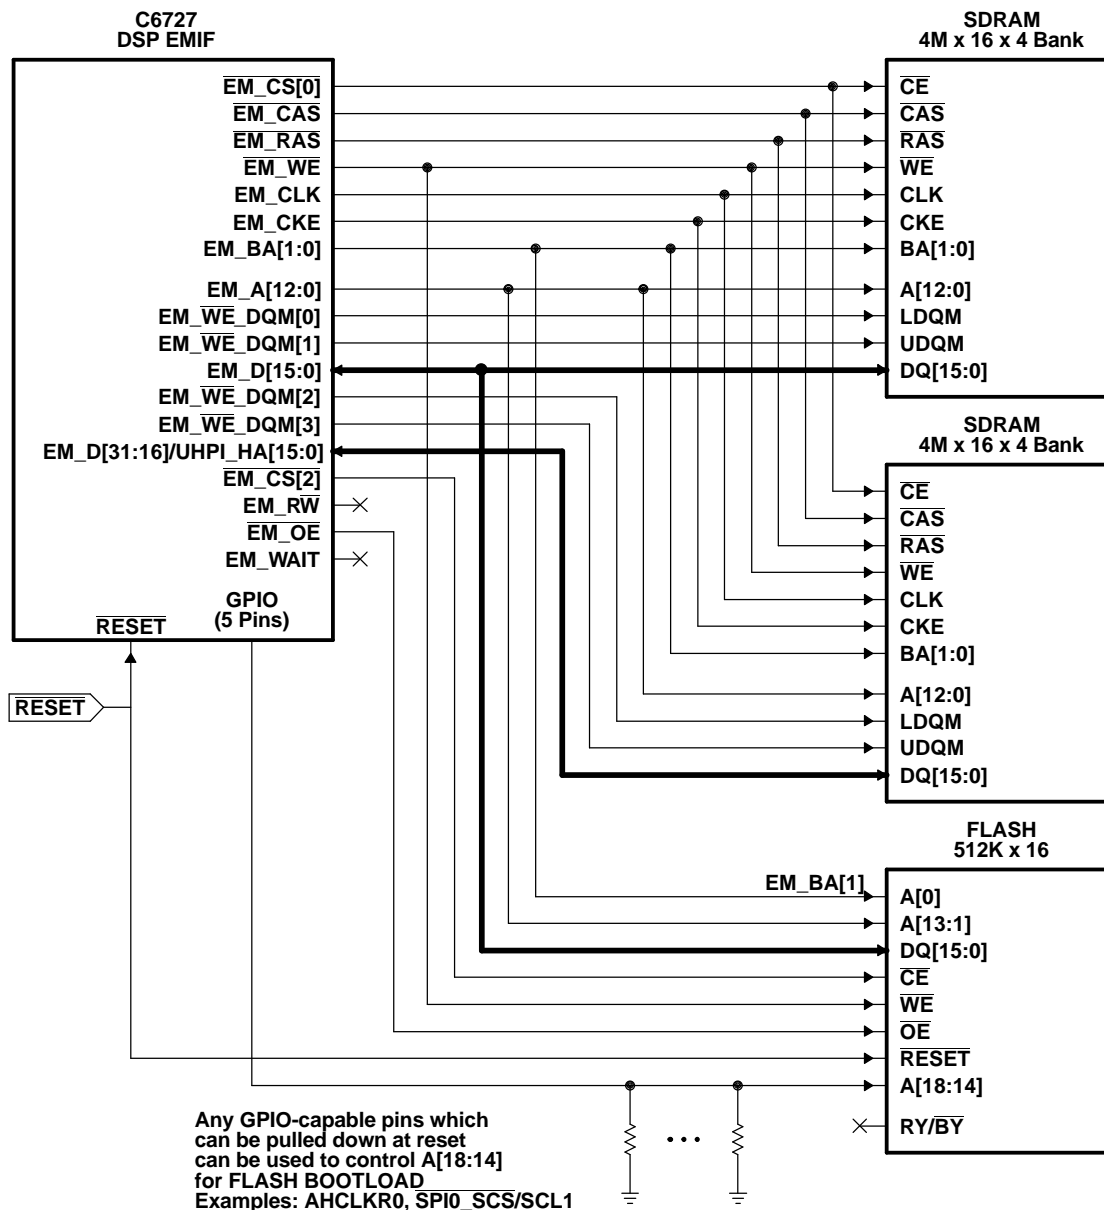 C6727
DSP EMIF
EM_CS[0]
EM_CAS
EM_RAS
EM_WE
EM_CLK
EM_CKE
EM_BA[1:0]
EM_A[12:0]
EM_WE_DQM[0]
EM_WE_DQM[1]
EM_D[15:0]
EM_WE_DQM[2]
EM_WE_DQM[3]
EM_D[31:16]/UHPI_HA[15:0]
EM_CS[2]
EM_RW
EM_OE
EM_WAIT
GPIO
(5 Pins)
RESET
RESET
SDRAM
4M x 16 x 4 Bank
CE
CAS
RAS
WE
CLK
CKE
BA[1:0]
A[12:0]
LDQM
UDQM
DQ[15:0]
SDRAM
4M x 16 x 4 Bank
CE
CAS
RAS
WE
CLK
CKE
BA[1:0]
A[12:0]
LDQM
UDQM
DQ[15:0]
FLASH
512K x 16
EM_BA[1]
A[0]
A[13:1]
DQ[15:0]
CE
WE
OE
RESET
A[18:14]
RY/BY
Any GPIO-capable pins which
can be pulled down at reset
can be used to control A[18:14]
for FLASH BOOTLOAD
Examples: AHCLKR0, SPI0_SCS/SCL1